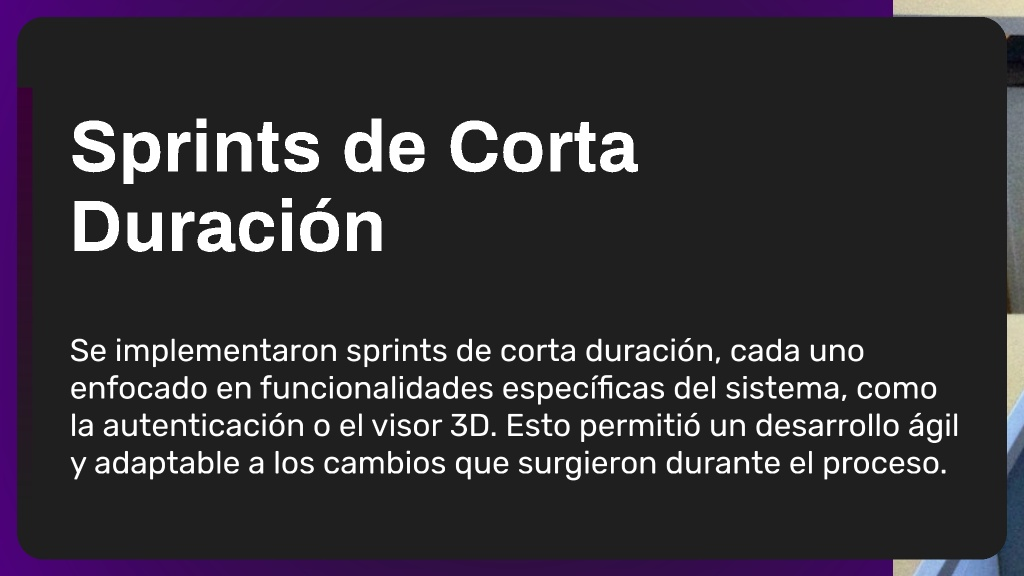 Sprints de Corta
Duración
Se implementaron sprints de corta duración, cada uno
enfocado en funcionalidades específicas del sistema, como
la autenticación o el visor 3D. Esto permitió un desarrollo ágil
y adaptable a los cambios que surgieron durante el proceso.